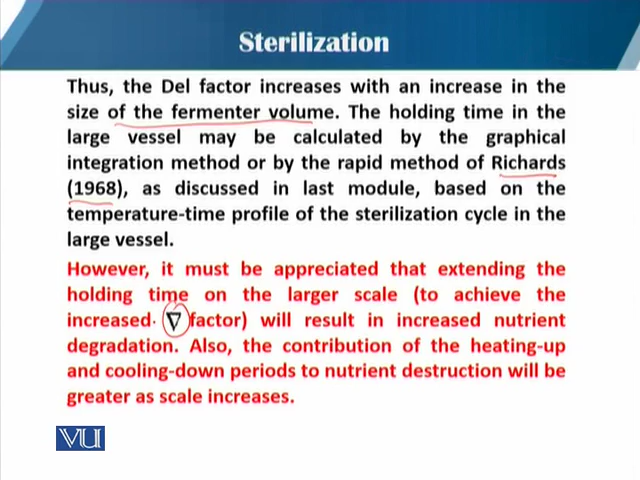 Sterilization
Thus, the Del factor increases with an increase in the
size of the fermenter volume. The holding time in the
large vessel may be calculated by the graphical
integration method or by the rapid method of Richards
(1968), as discussed in last module, based on the
temperature-time profile of the sterilization cycle in the
large vessel.
However, it must be appreciated that extending the
holding time on the larger scale (to achieve the
increased ∇ factor) will result in increased nutrient
degradation. Also, the contribution of the heating-up
and cooling-down periods to nutrient destruction will be
greater as scale increases.
VU